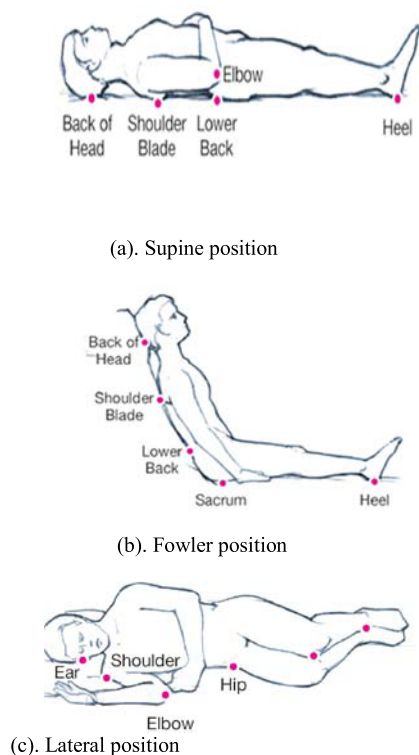 Elbow
Back of Head
Shoulder Blade
Lower Back
Heel
(a). Supine position
Back of Head
Shoulder Blade
Lower Back
Sacrum
Heel
(b). Fowler position
Ear
Shoulder
Hip
Elbow
(c). Lateral position